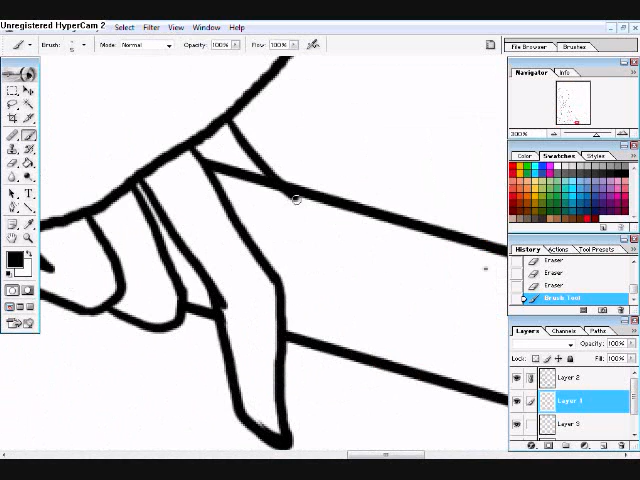 Unregistered HyperCam 2
Select Filter View Window Help
Brush: Mode: Normal Opacity: 100% Flow: 100%
File Browser Brushes
Navigator Info
300%
Color Swatches Styles
History Actions Tool Presets
Eraser
Eraser
Eraser
Brush Tool
Layers Channels Paths
Opacity: 100%
Lock: Fill: 100%
Layer 2
Layer 1
Layer 3